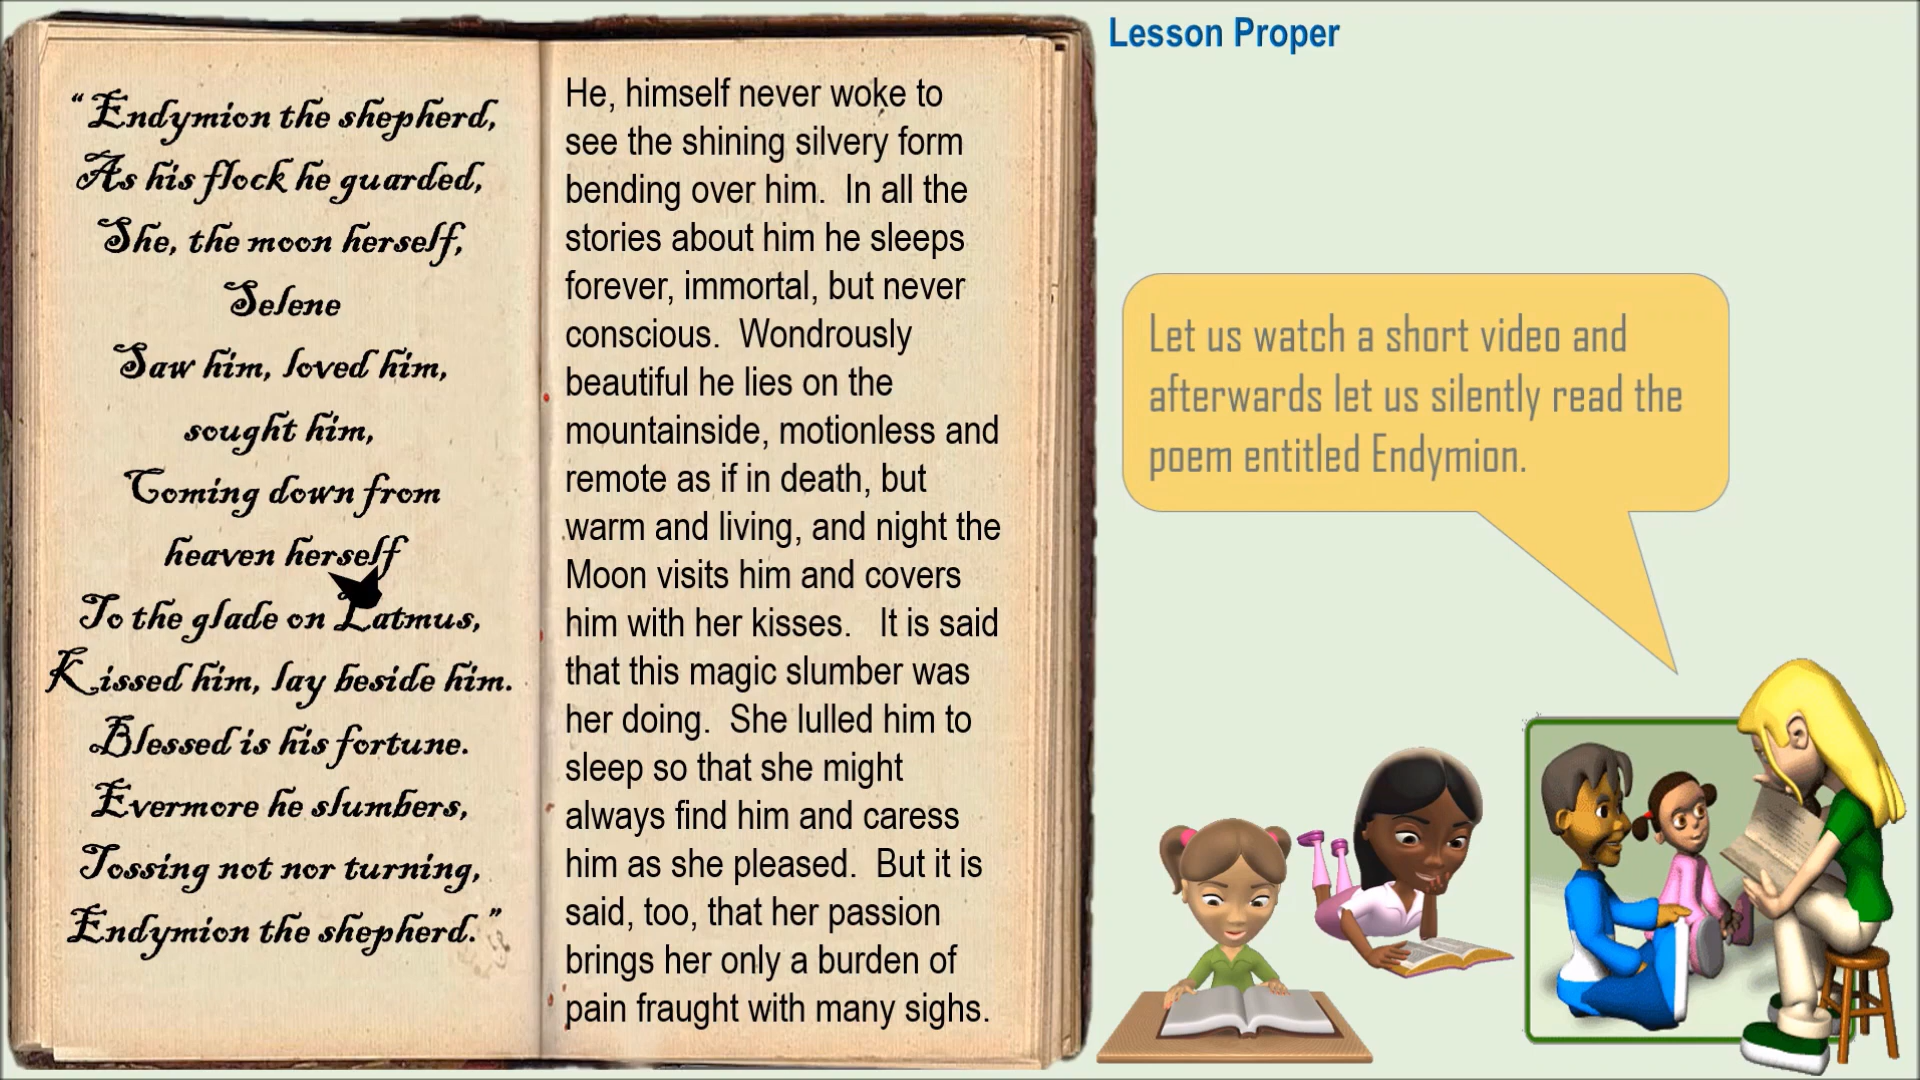 “Endymion the shepherd,
As his flock he guarded,
She, the moon herself,
Selene
Saw him, loved him,
sought him,
Coming down from
heaven herself
To the glade on Latmus,
Kissed him, lay beside him.
Blessed is his fortune.
Evermore he slumbers,
Tossing not nor turning,
Endymion the shepherd.”
He, himself never woke to
see the shining silvery form
bending over him. In all the
stories about him he sleeps
forever, immortal, but never
conscious. Wondrously
beautiful he lies on the
mountainside, motionless and
remote as if in death, but
warm and living, and night the
Moon visits him and covers
him with her kisses. It is said
that this magic slumber was
her doing. She lulled him to
sleep so that she might
always find him and caress
him as she pleased. But it is
said, too, that her passion
brings her only a burden of
pain fraught with many sighs.
Lesson Proper
Let us watch a short video and
afterwards let us silently read the
poem entitled Endymion.